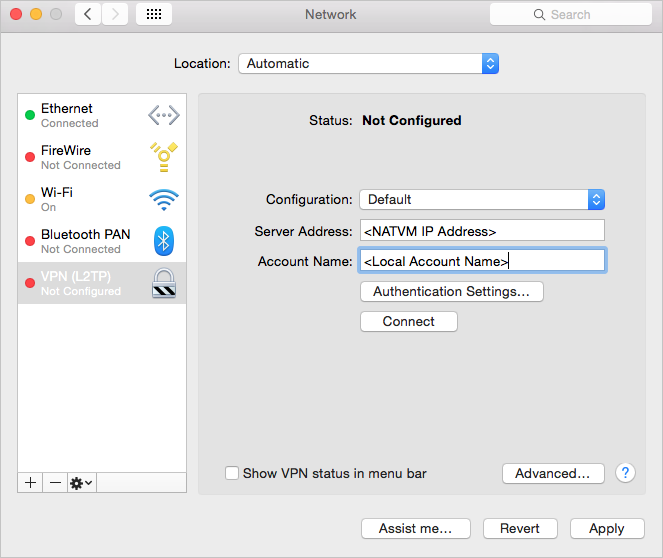 Network
Search
Location: Automatic
Ethernet
Connected
FireWire
Not Connected
Wi-Fi
On
Bluetooth PAN
Not Connected
VPN (L2TP)
Not Configured
Status: Not Configured
Configuration: Default
Server Address: <NATVM IP Address>
Account Name: <Local Account Name>
Authentication Settings...
Connect
Show VPN status in menu bar
Advanced...
?
Assist me...
Revert
Apply